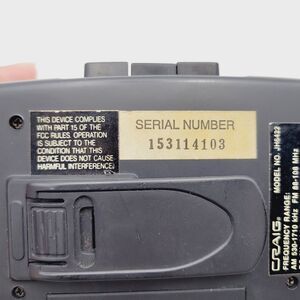 THIS DEVICE COMPLIES
WITH PART 15 OF THE
FCC RULES. OPERATION
IS SUBJECT TO THE
CONDITION THAT THIS
DEVICE DOES NOT CAUSE
HARMFUL INTERFERENCE.
SERIAL NUMBER
153114103
CRAIG®
MODEL NO.
FREQUENCY RANGE:
AM 530-1710 kHz FM 88-108 MHz